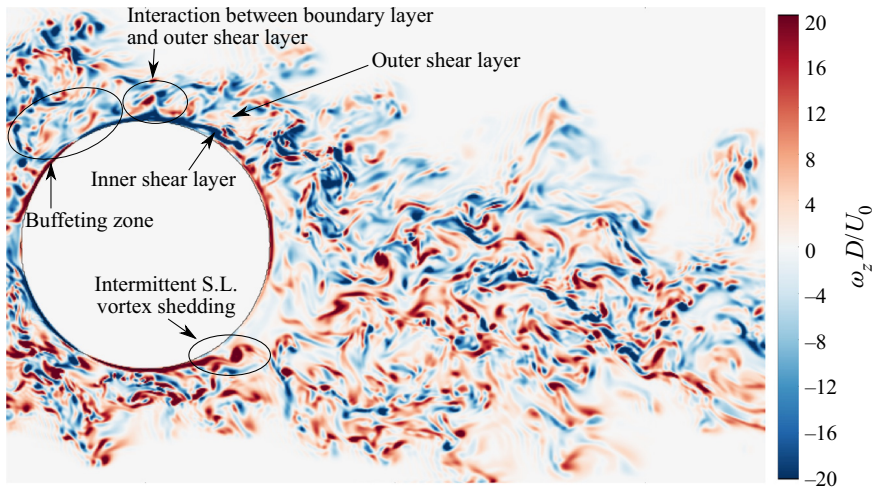 Interaction between boundary layer
and outer shear layer
Outer shear layer
Inner shear layer
Buffeting zone
Intermittent S.L.
vortex shedding
20
16
12
8
4
0
–4
–8
–12
–16
–20
ω_z D/U_0